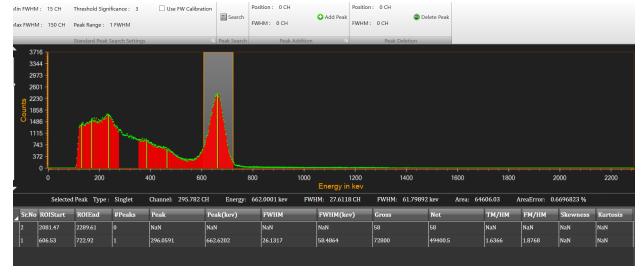 Min FWHM : 15 CH Threshold Significance : 3 Use FW Calibration Search Position : 0 CH Add Peak Position : 0 CH Delete Peak
Max FWHM : 150 CH Peak Range : 1 FWHM FWHM : 0 CH FWHM : 0 CH
Standard Peak Search Settings Peak Search Peak Addition Peak Deletion
Counts
3716
3344
2973
2601
2230
1858
1486
1115
743
372
0
0 200 400 600 800 1000 1200 1400 1600 1800 2000 2200
Energy in kev
Selected Peak Type : Singlet Channel: 295.782 CH Energy: 662.0001 kev FWHM: 27.6118 CH FWHM: 61.79892 kev Area: 64606.03 AreaError: 0.6696823 %
Sr.No ROIStart ROIEnd #Peaks Peak Peak(kev) FWHM FWHM(kev) Gross Net TM/HM FM/HM Skewness Kurtosis
2 2081.47 2289.61 0 NaN NaN NaN NaN 58 58 NaN NaN NaN NaN
1 606.53 722.92 1 296.0591 662.6202 26.1317 58.4864 72800 49400.5 1.6366 1.8768 NaN NaN